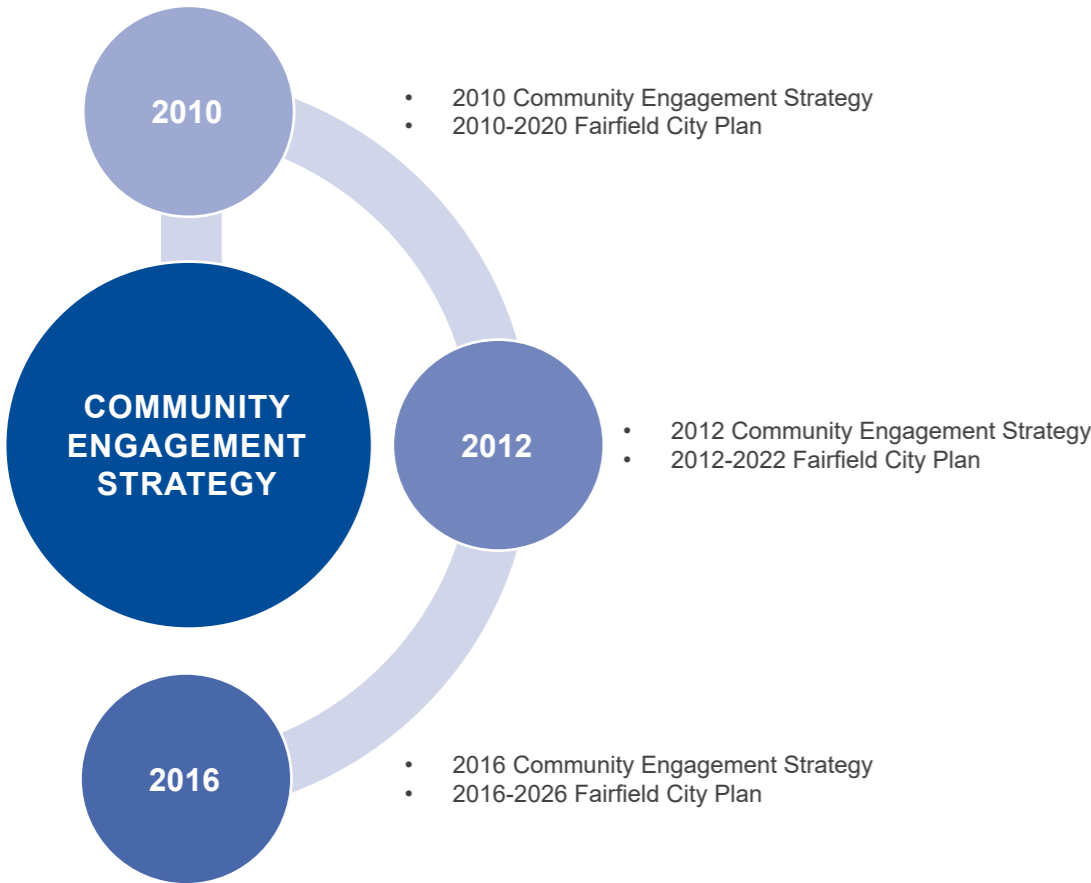 2010
• 2010 Community Engagement Strategy
• 2010-2020 Fairfield City Plan
COMMUNITY
ENGAGEMENT
STRATEGY
2012
• 2012 Community Engagement Strategy
• 2012-2022 Fairfield City Plan
2016
• 2016 Community Engagement Strategy
• 2016-2026 Fairfield City Plan